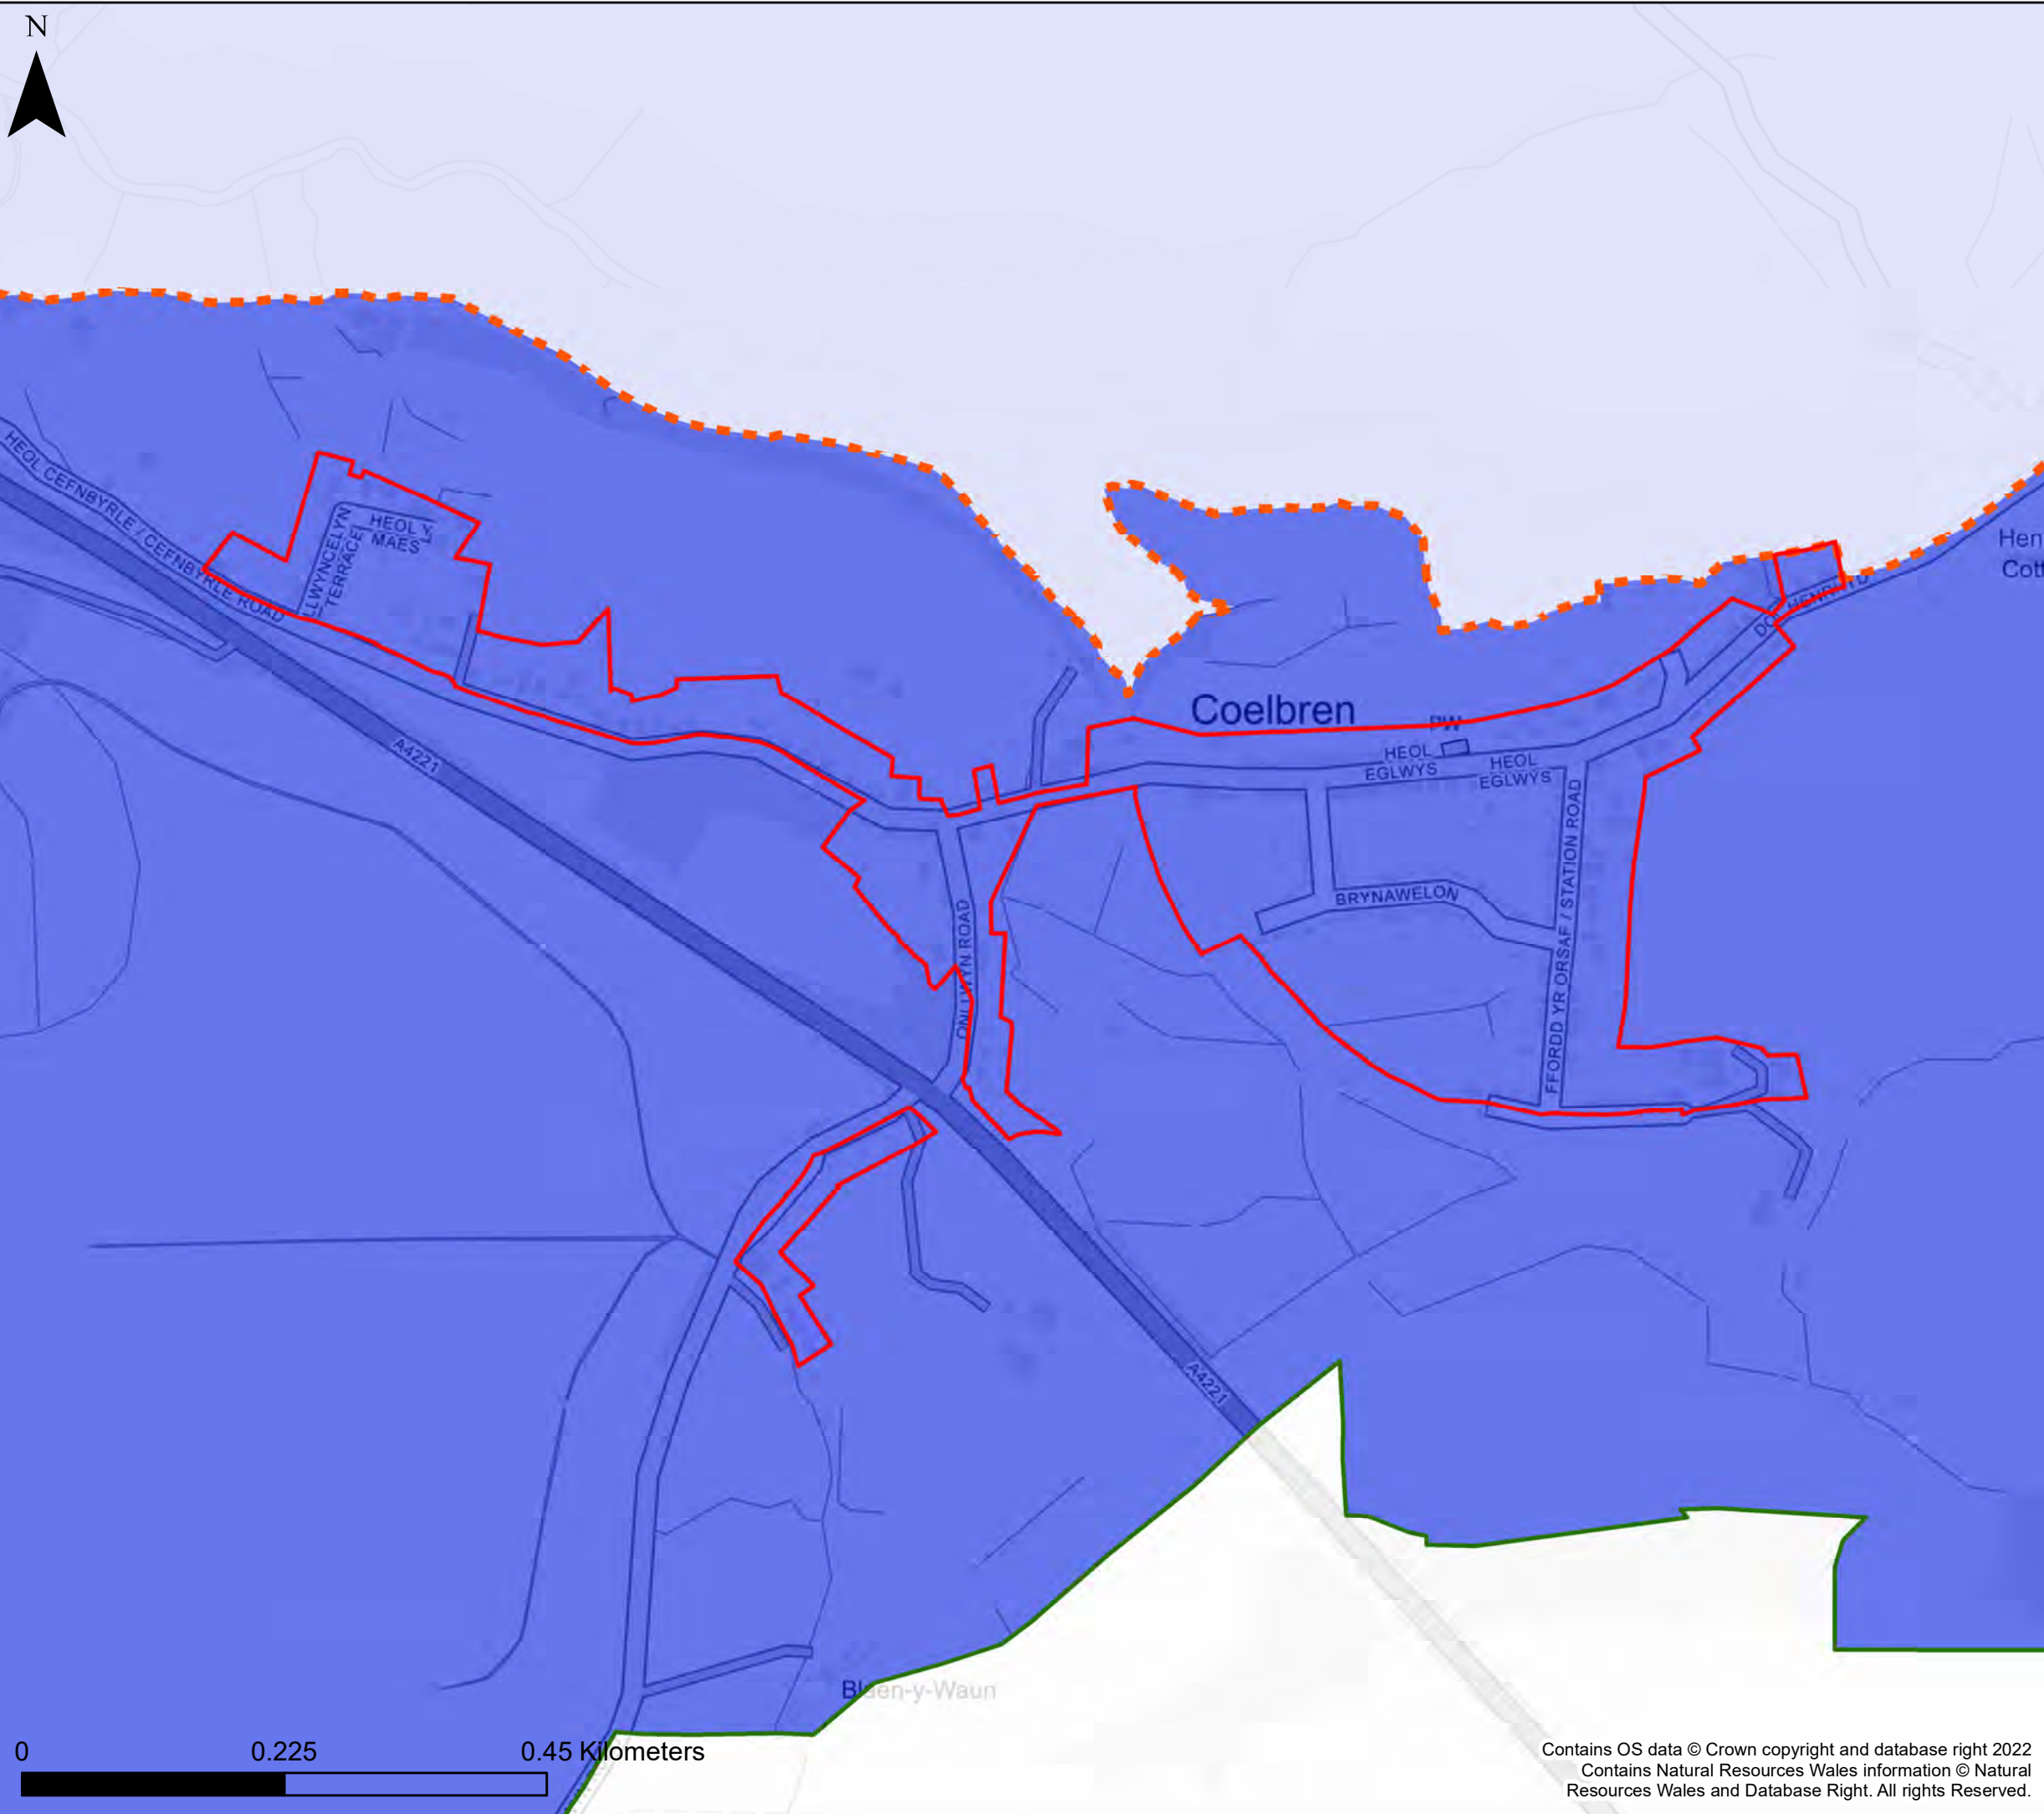 N
HEOL CEFNBYRLE / CEFNBYRLE ROAD
LLWYNCELYN
TERRACE
HEOL Y
MAES
A4221
Coelbren
PW
HEOL
EGLWYS
HEOL
EGLWYS
Hen
Cott
BRYNAWELON
FFORDD YR ORSAF / STATION ROAD
ONLLWYN ROAD
A4221
Blaen-y-Waun
0
0.225
0.45 Kilometers
Contains OS data © Crown copyright and database right 2022
Contains Natural Resources Wales information © Natural
Resources Wales and Database Right. All rights Reserved.